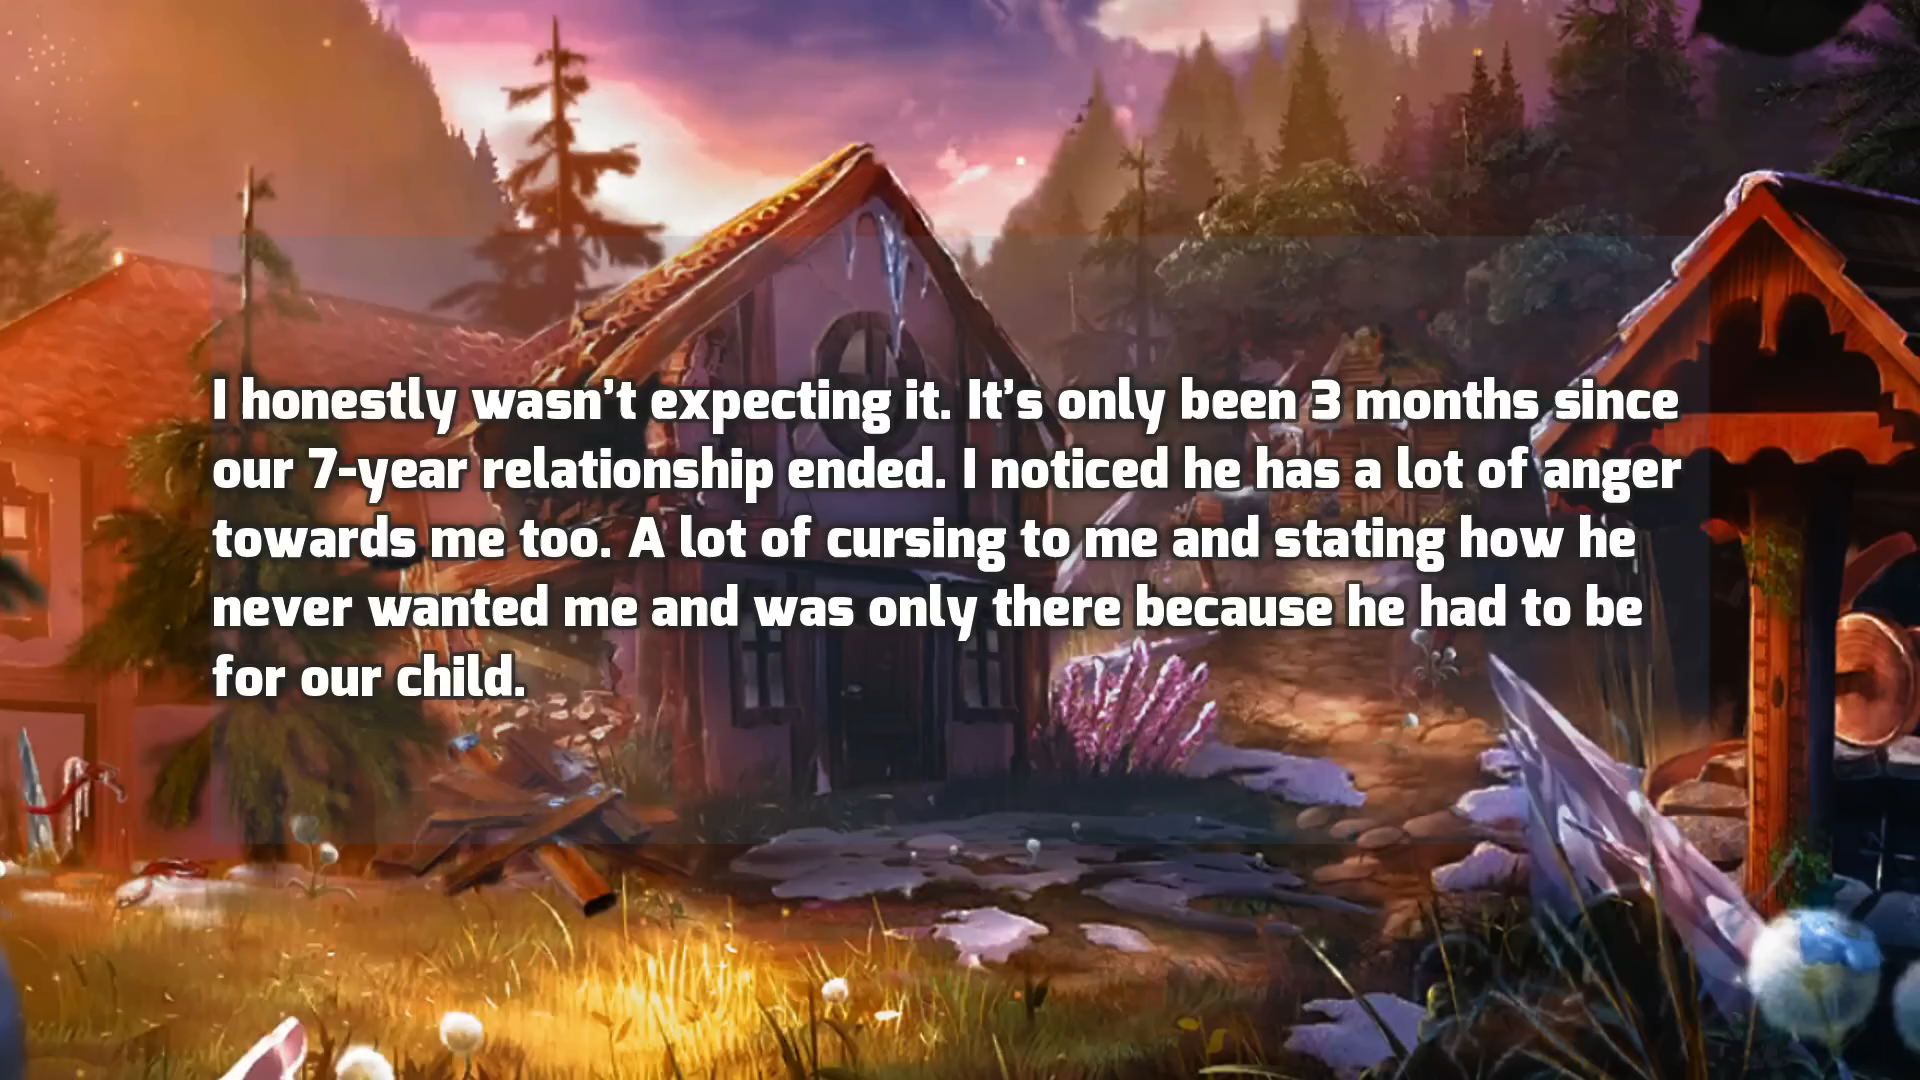 I honestly wasn’t expecting it. It’s only been 3 months since
our 7-year relationship ended. I noticed he has a lot of anger
towards me too. A lot of cursing to me and stating how he
never wanted me and was only there because he had to be
for our child.